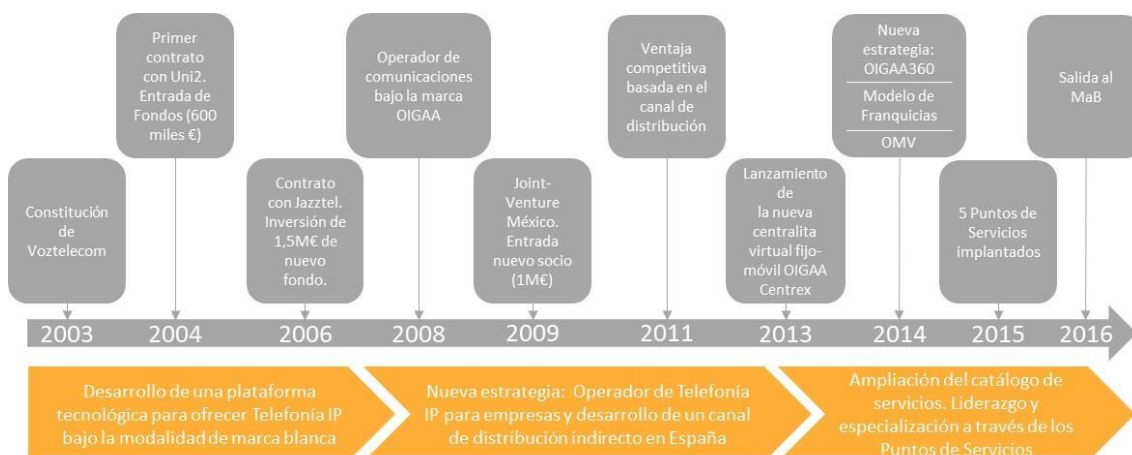 Primer
contrato
con Uni2.
Entrada de
Fondos (600
miles €)
Operador de
comunicaciones
bajo la marca
OIGAA
Ventaja
competitiva
basada en el
canal de
distribución
Nueva
estrategia:
OIGAA360
Modelo de
Franquicias
OMV
Salida al
MaB
Constitución
de
Voztelecom
Contrato
con Jazztel.
Inversión de
1,5M€ de
nuevo
fondo.
Joint-
Venture
México.
Entrada
nuevo socio
(1M€)
Lanzamiento
de
la nueva
centralita
virtual fijo-
móvil OIGAA
Centrex
5 Puntos de
Servicios
implantados
2003 2004 2006 2008 2009 2011 2013 2014 2015 2016
Desarrollo de una plataforma
tecnológica para ofrecer Telefonía IP
bajo la modalidad de marca blanca
Nueva estrategia: Operador de Telefonía
IP para empresas y desarrollo de un canal
de distribución indirecto en España
Ampliación del catálogo de
servicios. Liderazgo y
especialización a través de los
Puntos de Servicios